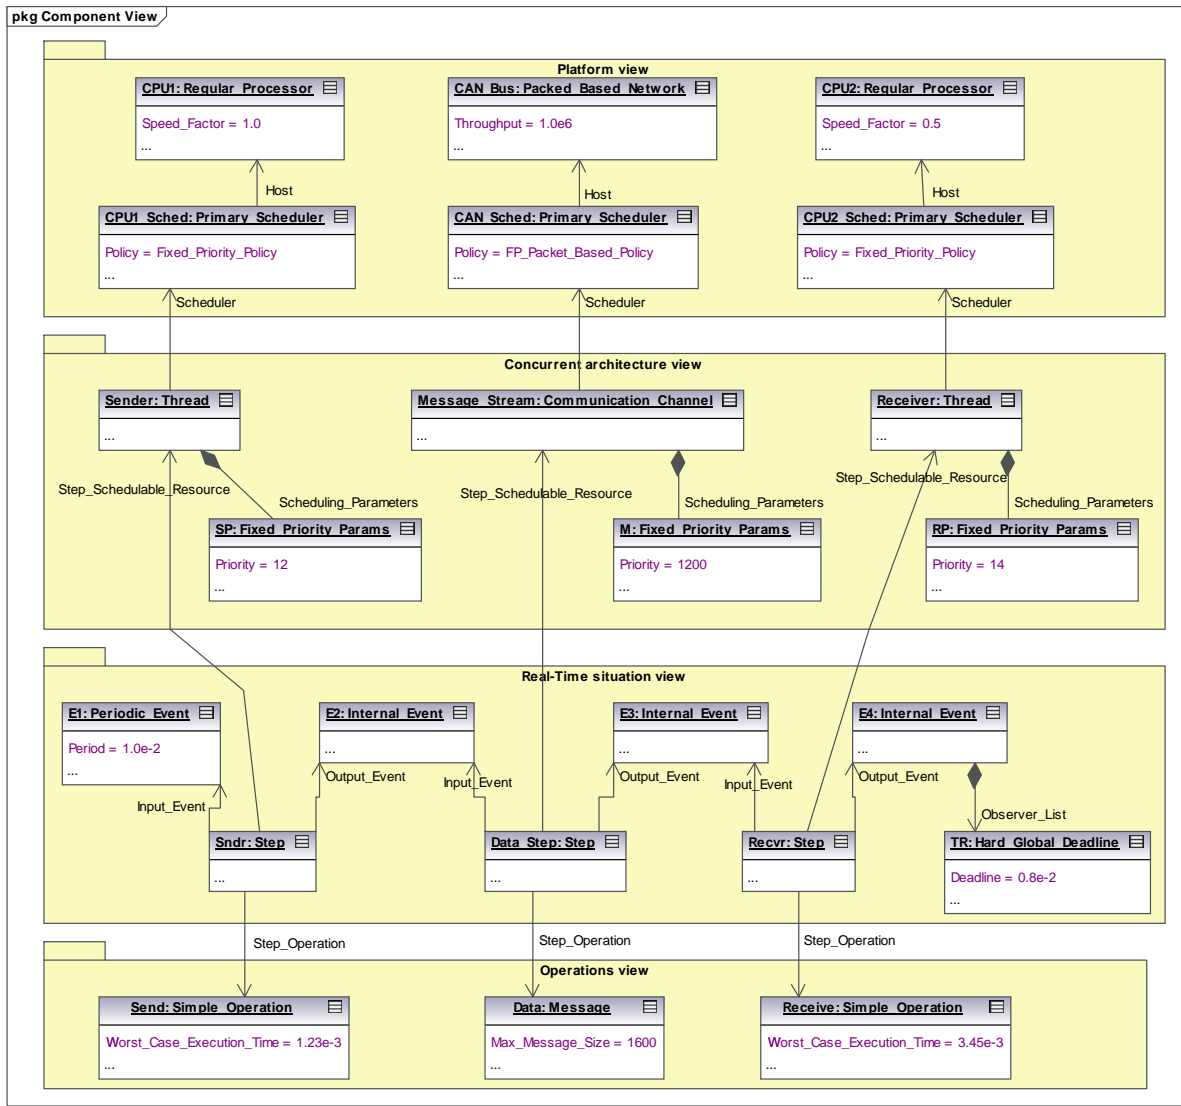 pkg Component View
Platform view
CPU1: Regular_Processor
CAN_Bus: Packed_Based_Network
CPU2: Regular_Processor
Speed_Factor = 1.0
Throughput = 1.0e6
Speed_Factor = 0.5
...
...
...
Host
Host
Host
CPU1_Sched: Primary_Scheduler
CAN_Sched: Primary_Scheduler
CPU2_Sched: Primary_Scheduler
Policy = Fixed_Priority_Policy
Policy = FP_Packet_Based_Policy
Policy = Fixed_Priority_Policy
...
...
...
Scheduler
Scheduler
Scheduler
Concurrent architecture view
Sender: Thread
Message_Stream: Communication_Channel
Receiver: Thread
...
...
...
Step_Schedulable_Resource
Step_Schedulable_Resource
Step_Schedulable_Resource
Scheduling_Parameters
Scheduling_Parameters
Scheduling_Parameters
SP: Fixed_Priority_Params
M: Fixed_Priority_Params
RP: Fixed_Priority_Params
Priority = 12
Priority = 1200
Priority = 14
...
...
...
Real-Time situation view
E1: Periodic_Event
E2: Internal_Event
E3: Internal_Event
E4: Internal_Event
Period = 1.0e-2
...
...
...
...
Input_Event
Output_Event
Input_Event
Output_Event
Input_Event
Output_Event
Observer_List
Sndr: Step
Data_Step: Step
Recvr: Step
TR: Hard_Global_Deadline
...
...
...
Deadline = 0.8e-2
...
Step_Operation
Step_Operation
Step_Operation
Operations view
Send: Simple_Operation
Data: Message
Receive: Simple_Operation
Worst_Case_Execution_Time = 1.23e-3
Max_Message_Size = 1600
Worst_Case_Execution_Time = 3.45e-3
...
...
...